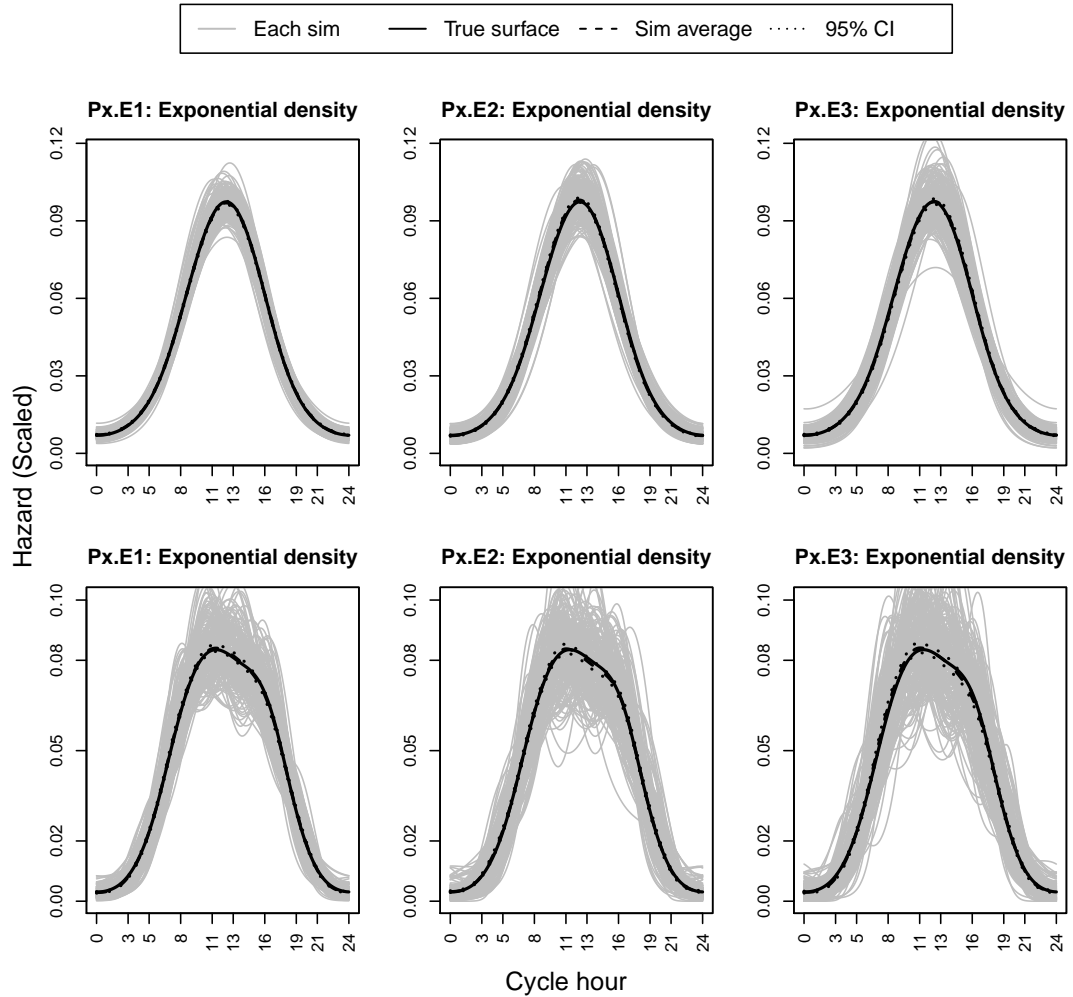 Each sim True surface Sim average 95% CI
Px.E1: Exponential density Px.E2: Exponential density Px.E3: Exponential density
0.12 0.12 0.12
0.09 0.09 0.09
0.06 0.06 0.06
0.03 0.03 0.03
0.00 0.00 0.00
0 3 5 8 11 13 16 19 21 24 0 3 5 8 11 13 16 19 21 24 0 3 5 8 11 13 16 19 21 24
Hazard (Scaled)
Px.E1: Exponential density Px.E2: Exponential density Px.E3: Exponential density
0.10 0.10 0.10
0.08 0.08 0.08
0.05 0.05 0.05
0.02 0.02 0.02
0.00 0.00 0.00
0 3 5 8 11 13 16 19 21 24 0 3 5 8 11 13 16 19 21 24 0 3 5 8 11 13 16 19 21 24
Cycle hour